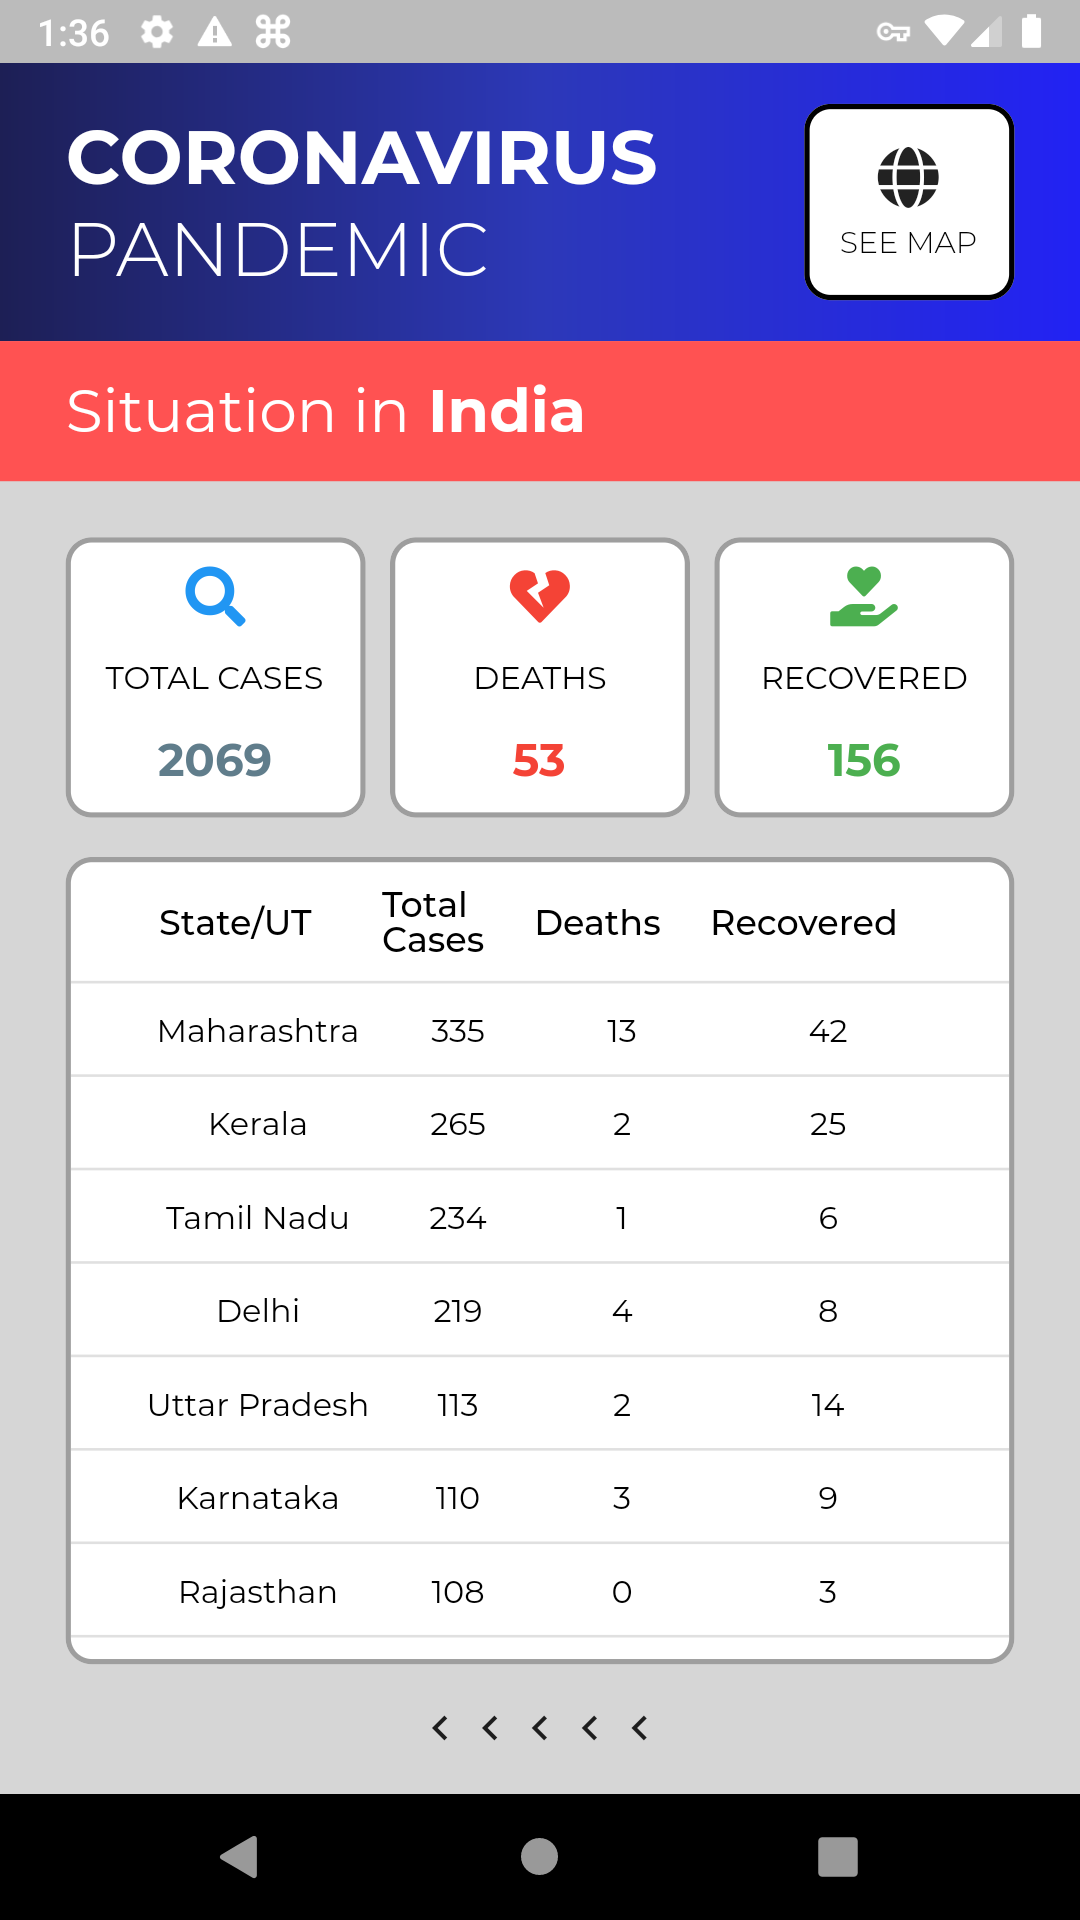 1:36
CORONAVIRUS
PANDEMIC
SEE MAP
Situation in India
TOTAL CASES
2069
DEATHS
53
RECOVERED
156
State/UT Total Cases Deaths Recovered
Maharashtra 335 13 42
Kerala 265 2 25
Tamil Nadu 234 1 6
Delhi 219 4 8
Uttar Pradesh 113 2 14
Karnataka 110 3 9
Rajasthan 108 0 3